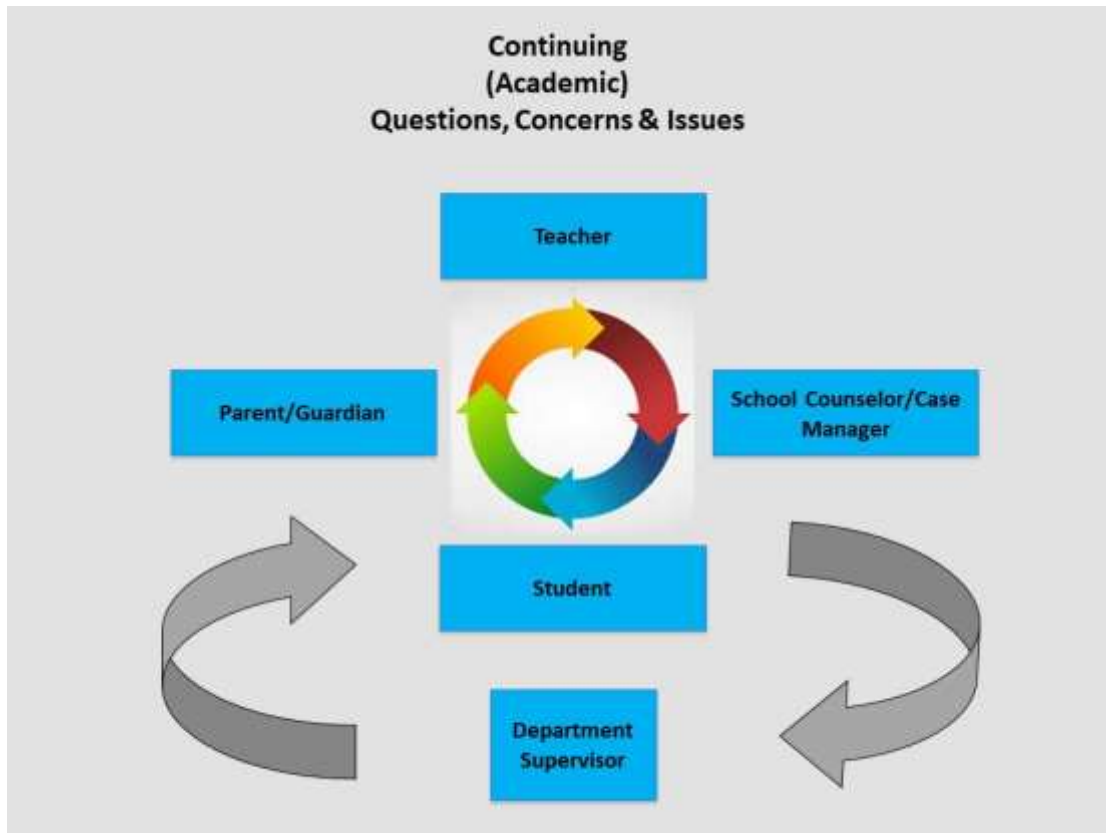 Continuing
(Academic)
Questions, Concerns & Issues
Teacher
Parent/Guardian
School Counselor/Case
Manager
Student
Department
Supervisor